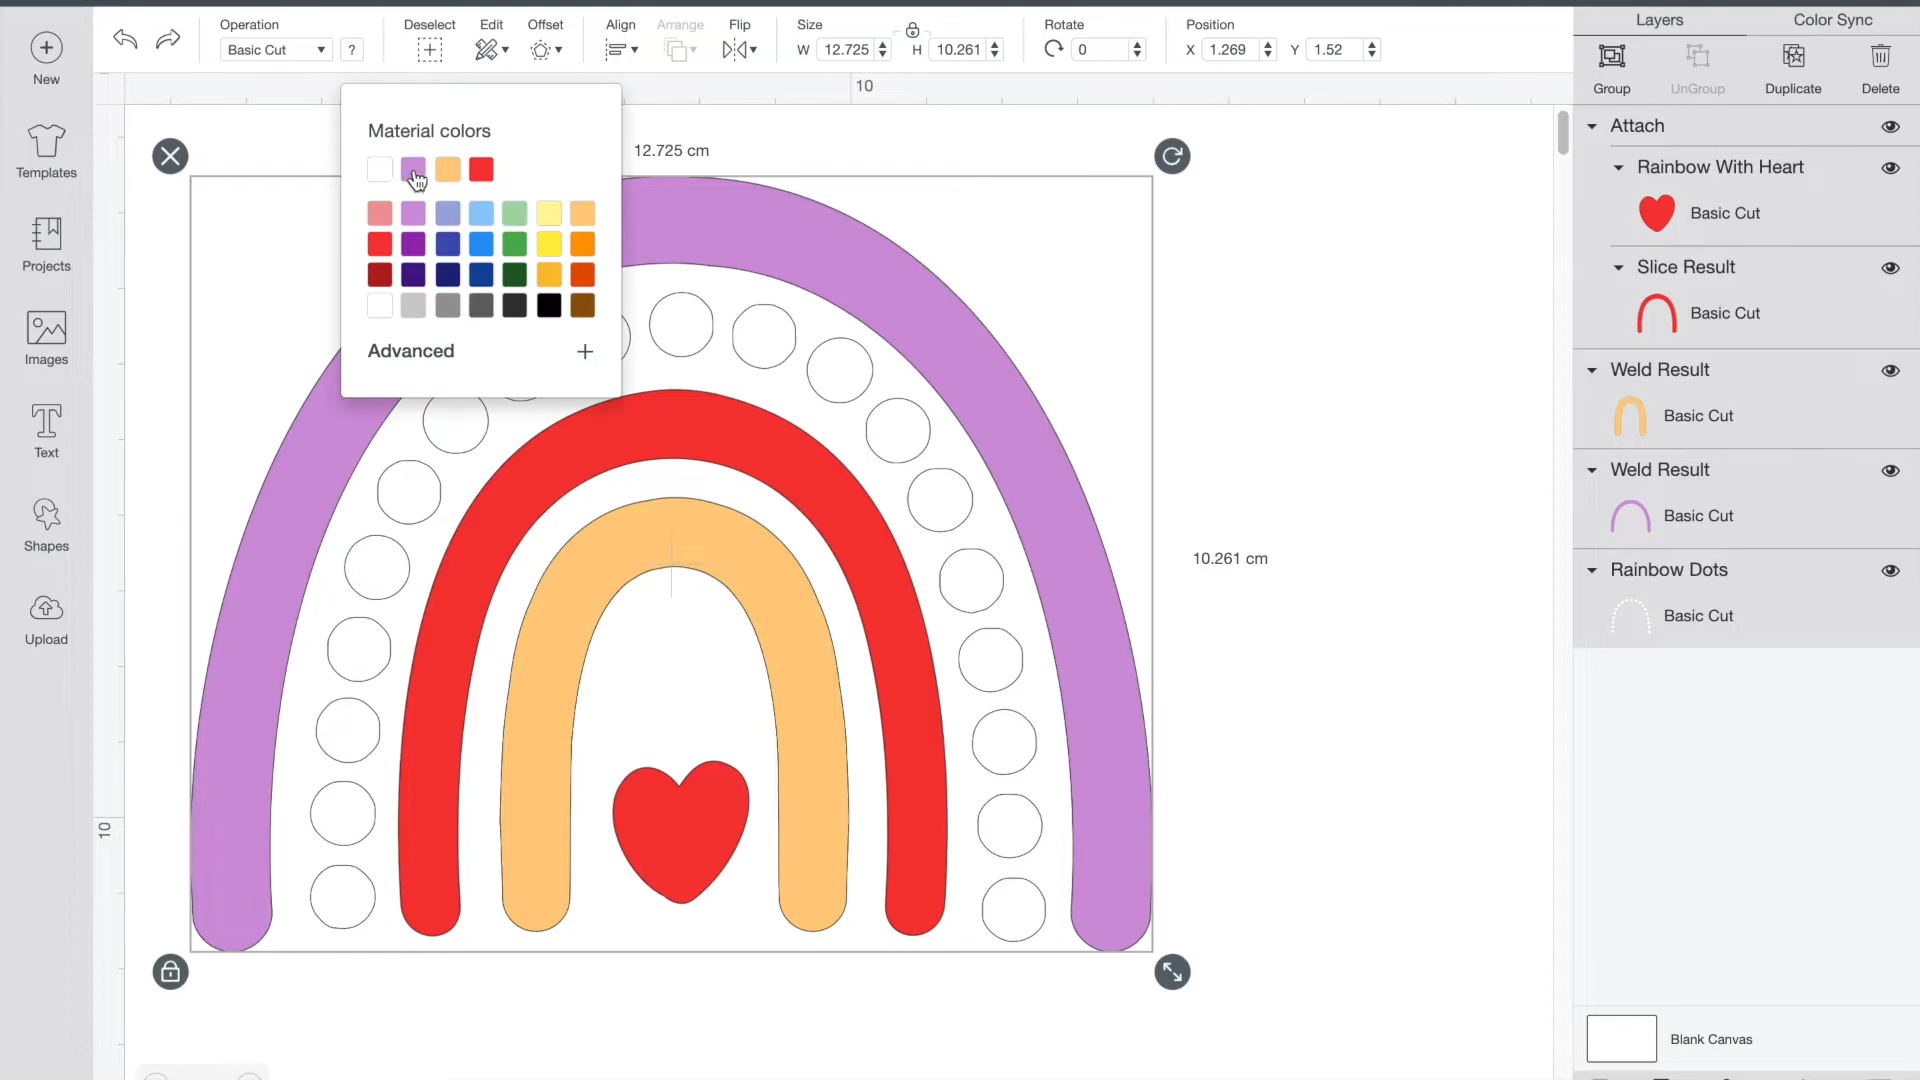 New
Templates
Projects
Images
Text
Shapes
Upload
Operation
Basic Cut
?
Deselect
Edit
Offset
Align
Arrange
Flip
Size
W 12.725
H 10.261
Rotate
0
Position
X 1.269
Y 1.52
10
10
Material colors
Advanced
12.725 cm
10.261 cm
Layers
Color Sync
Group
UnGroup
Duplicate
Delete
Attach
Rainbow With Heart
Basic Cut
Slice Result
Basic Cut
Weld Result
Basic Cut
Weld Result
Basic Cut
Rainbow Dots
Basic Cut
Blank Canvas